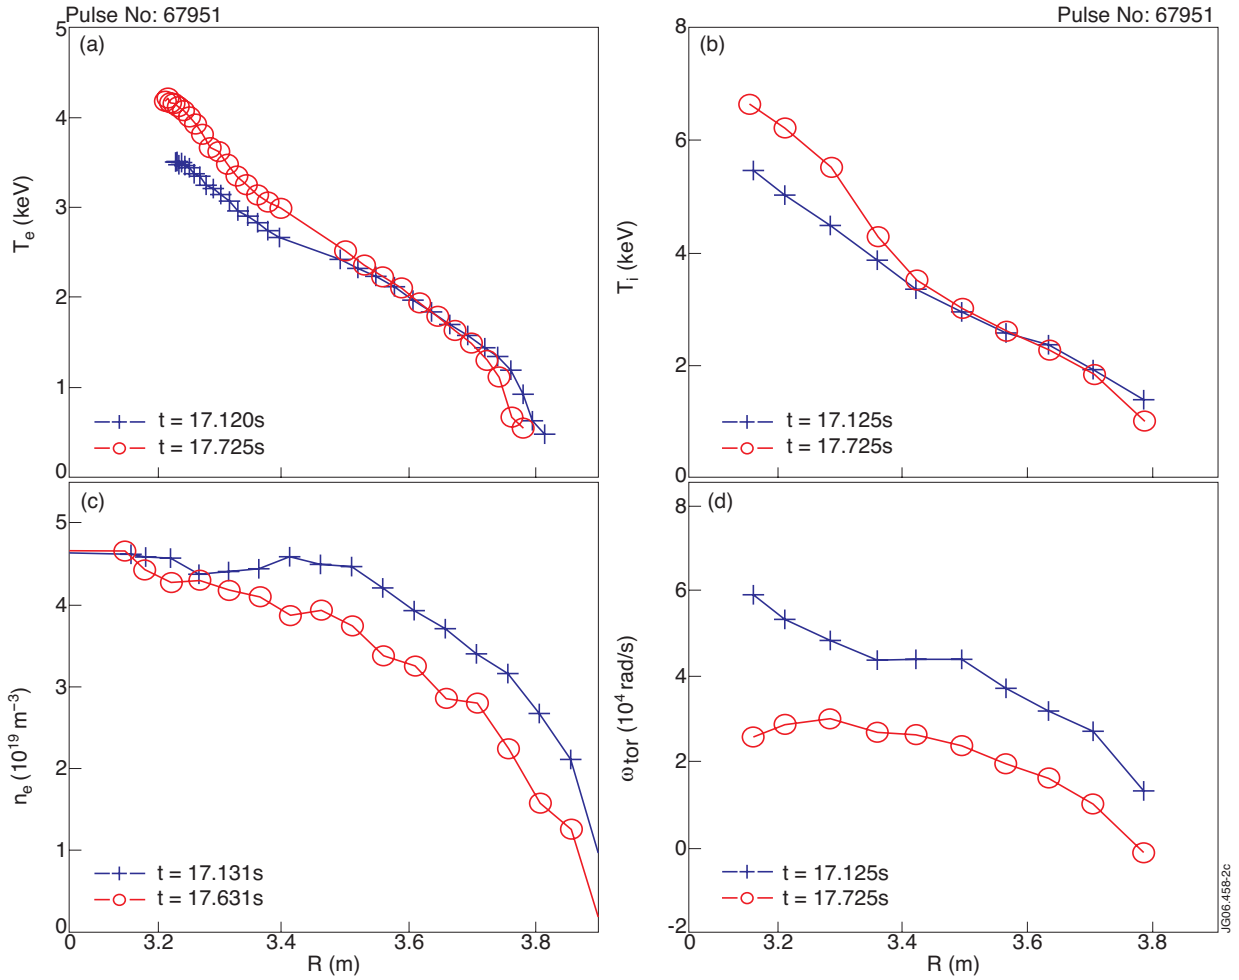 Pulse No: 67951
Pulse No: 67951
(a)
5
4
3
2
1
0
Te (keV)
t = 17.120s
t = 17.725s
(b)
8
6
4
2
0
Ti (keV)
t = 17.125s
t = 17.725s
(c)
5
4
3
2
1
0
ne (10^19 m^-3)
t = 17.131s
t = 17.631s
0 3.2 3.4 3.6 3.8
R (m)
(d)
8
6
4
2
0
-2
ωtor (10^4 rad/s)
t = 17.125s
t = 17.725s
0 3.2 3.4 3.6 3.8
R (m)
JG06.458-2c